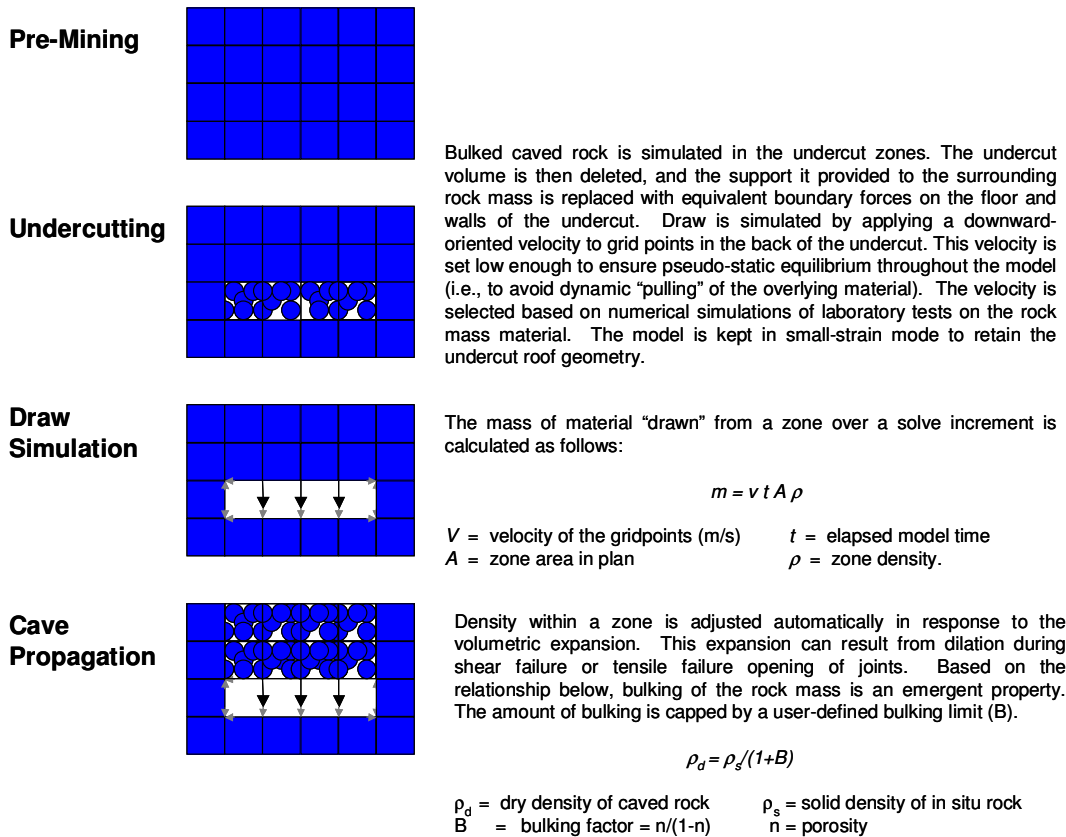 Pre-Mining
Bulked caved rock is simulated in the undercut zones. The undercut
volume is then deleted, and the support it provided to the surrounding
rock mass is replaced with equivalent boundary forces on the floor and
walls of the undercut. Draw is simulated by applying a downward-
oriented velocity to grid points in the back of the undercut. This velocity is
set low enough to ensure pseudo-static equilibrium throughout the model
(i.e., to avoid dynamic “pulling” of the overlying material). The velocity is
selected based on numerical simulations of laboratory tests on the rock
mass material. The model is kept in small-strain mode to retain the
undercut roof geometry.
Undercutting
Draw
Simulation
The mass of material “drawn” from a zone over a solve increment is
calculated as follows:
m = v t A ρ
V = velocity of the gridpoints (m/s) t = elapsed model time
A = zone area in plan ρ = zone density.
Cave
Propagation
Density within a zone is adjusted automatically in response to the
volumetric expansion. This expansion can result from dilation during
shear failure or tensile failure opening of joints. Based on the
relationship below, bulking of the rock mass is an emergent property.
The amount of bulking is capped by a user-defined bulking limit (B).
ρd = ρs/(1+B)
ρd = dry density of caved rock ρs = solid density of in situ rock
B = bulking factor = n/(1-n) n = porosity